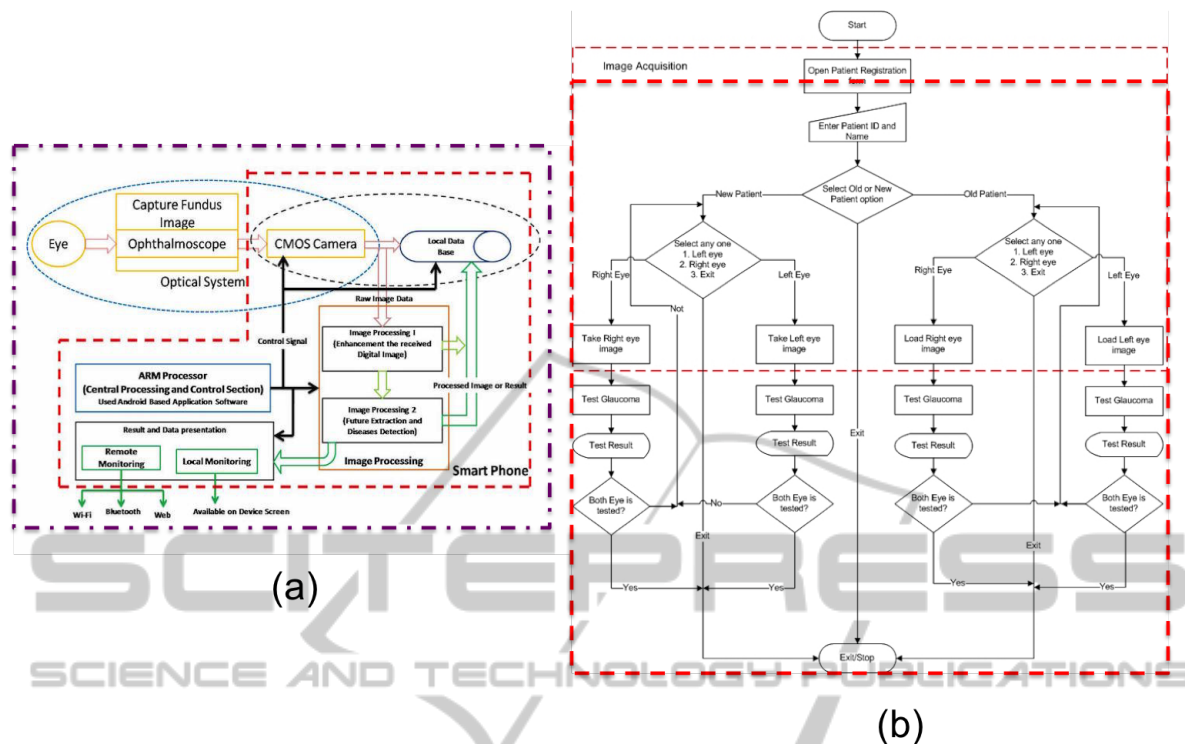 Capture Fundus
Image
Eye
Ophthalmoscope
CMOS Camera
Local Data
Base
Optical System
Raw Image Data
Control Signal
Image Processing 1
(Enhancement the received
Digital Image)
ARM Processor
(Central Processing and Control Section)
Used Android Based Application Software
Processed Image or Result
Image Processing 2
(Future Extraction and
Diseases Detection)
Result and Data presentation
Remote
Monitoring
Local Monitoring
Image Processing
Smart Phone
Wi-Fi
Bluetooth
Web
Available on Device Screen
(a)
Start
Image Acquisition
Open Patient Registration
form
Enter Patient ID and
Name
Select Old or New
Patient option
New Patient
Old Patient
Select any one
1. Left eye
2. Right eye
3. Exit
Select any one
1. Left eye
2. Right eye
3. Exit
Right Eye
Left Eye
Right Eye
Left Eye
Not
Take Right eye
image
Take Left eye
image
Load Right eye
image
Load Left eye
image
Test Glaucoma
Test Glaucoma
Test Glaucoma
Test Glaucoma
Exit
Test Result
Test Result
Test Result
Test Result
Both Eye is
tested?
No
Both Eye is
tested?
Both Eye is
tested?
Both Eye is
tested?
Exit
Exit
Yes
Yes
Yes
Yes
Exit/Stop
(b)
SCITEPRESS
SCIENCE AND TECHNOLOGY PUBLICATIONS